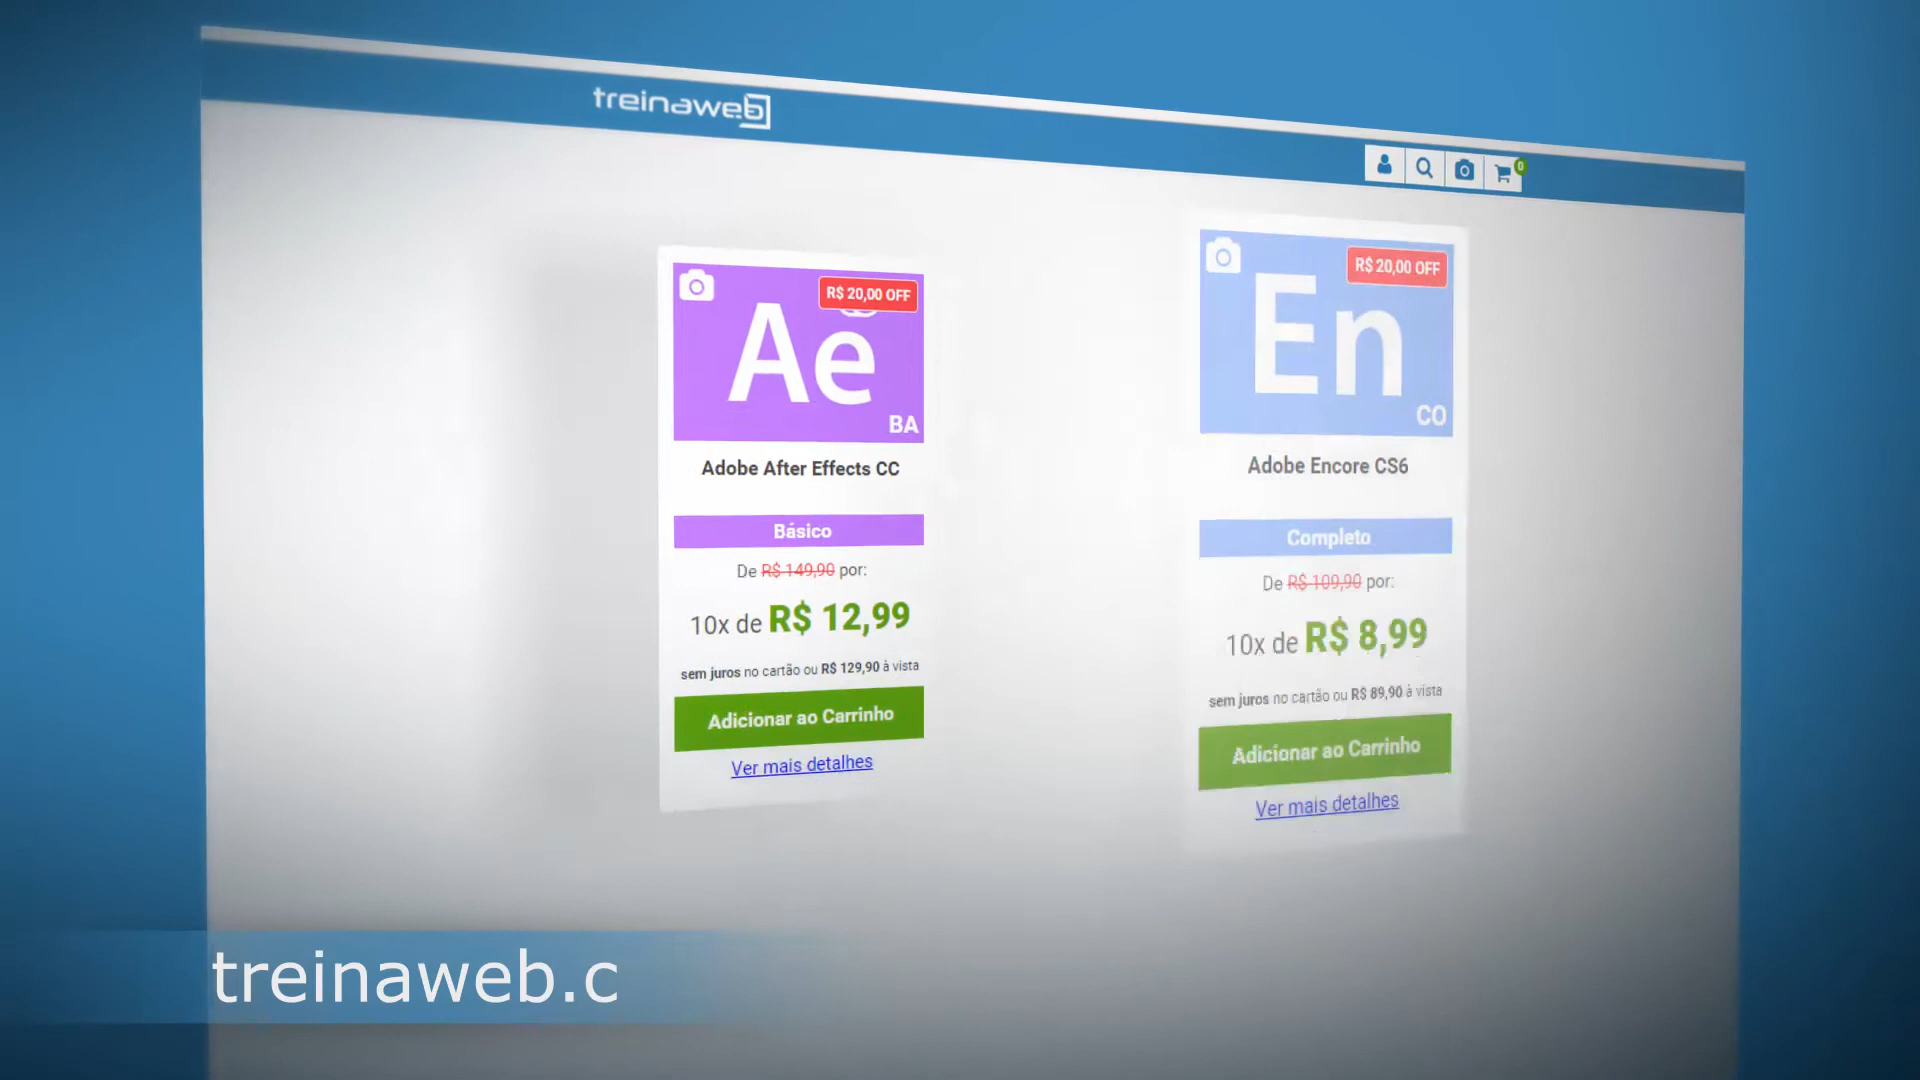 treinaweb
0
R$ 20,00 OFF
Ae
BA
Adobe After Effects CC
Básico
De R$ 149,90 por:
10x de R$ 12,99
sem juros no cartão ou R$ 129,90 à vista
Adicionar ao Carrinho
Ver mais detalhes
R$ 20,00 OFF
En
CO
Adobe Encore CS6
Completo
De R$ 109,90 por:
10x de R$ 8,99
sem juros no cartão ou R$ 89,90 à vista
Adicionar ao Carrinho
Ver mais detalhes
treinaweb.c